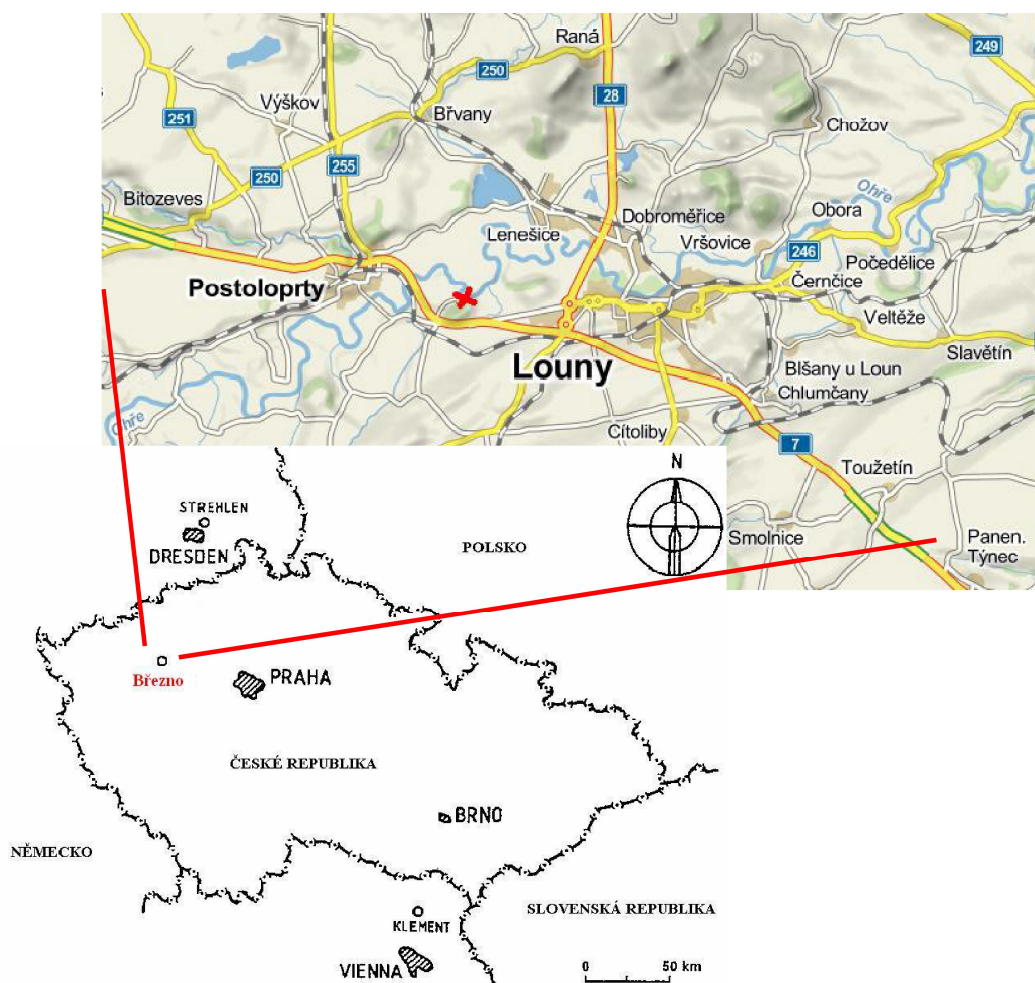 Raná
249
250
28
Výškov
Břvany
251
Chožov
255
250
Bitozeves
Ohře
Obora
Lenešice
Dobroměřice
Vršovice
246
Počedělice
Postoloprty
Černčice
Veltěže
Louny
Slavětín
Blšany u Loun
Chlumčany
Ohře
Cítoliby
7
Toužetín
N
STREHLEN
DRESDEN
POLSKO
Smolnice
Panen.
Týnec
Březno
PRAHA
ČESKÉ REPUBLIKA
BRNO
NĚMECKO
KLEMENT
SLOVENSKÁ REPUBLIKA
VIENNA
0 50 km